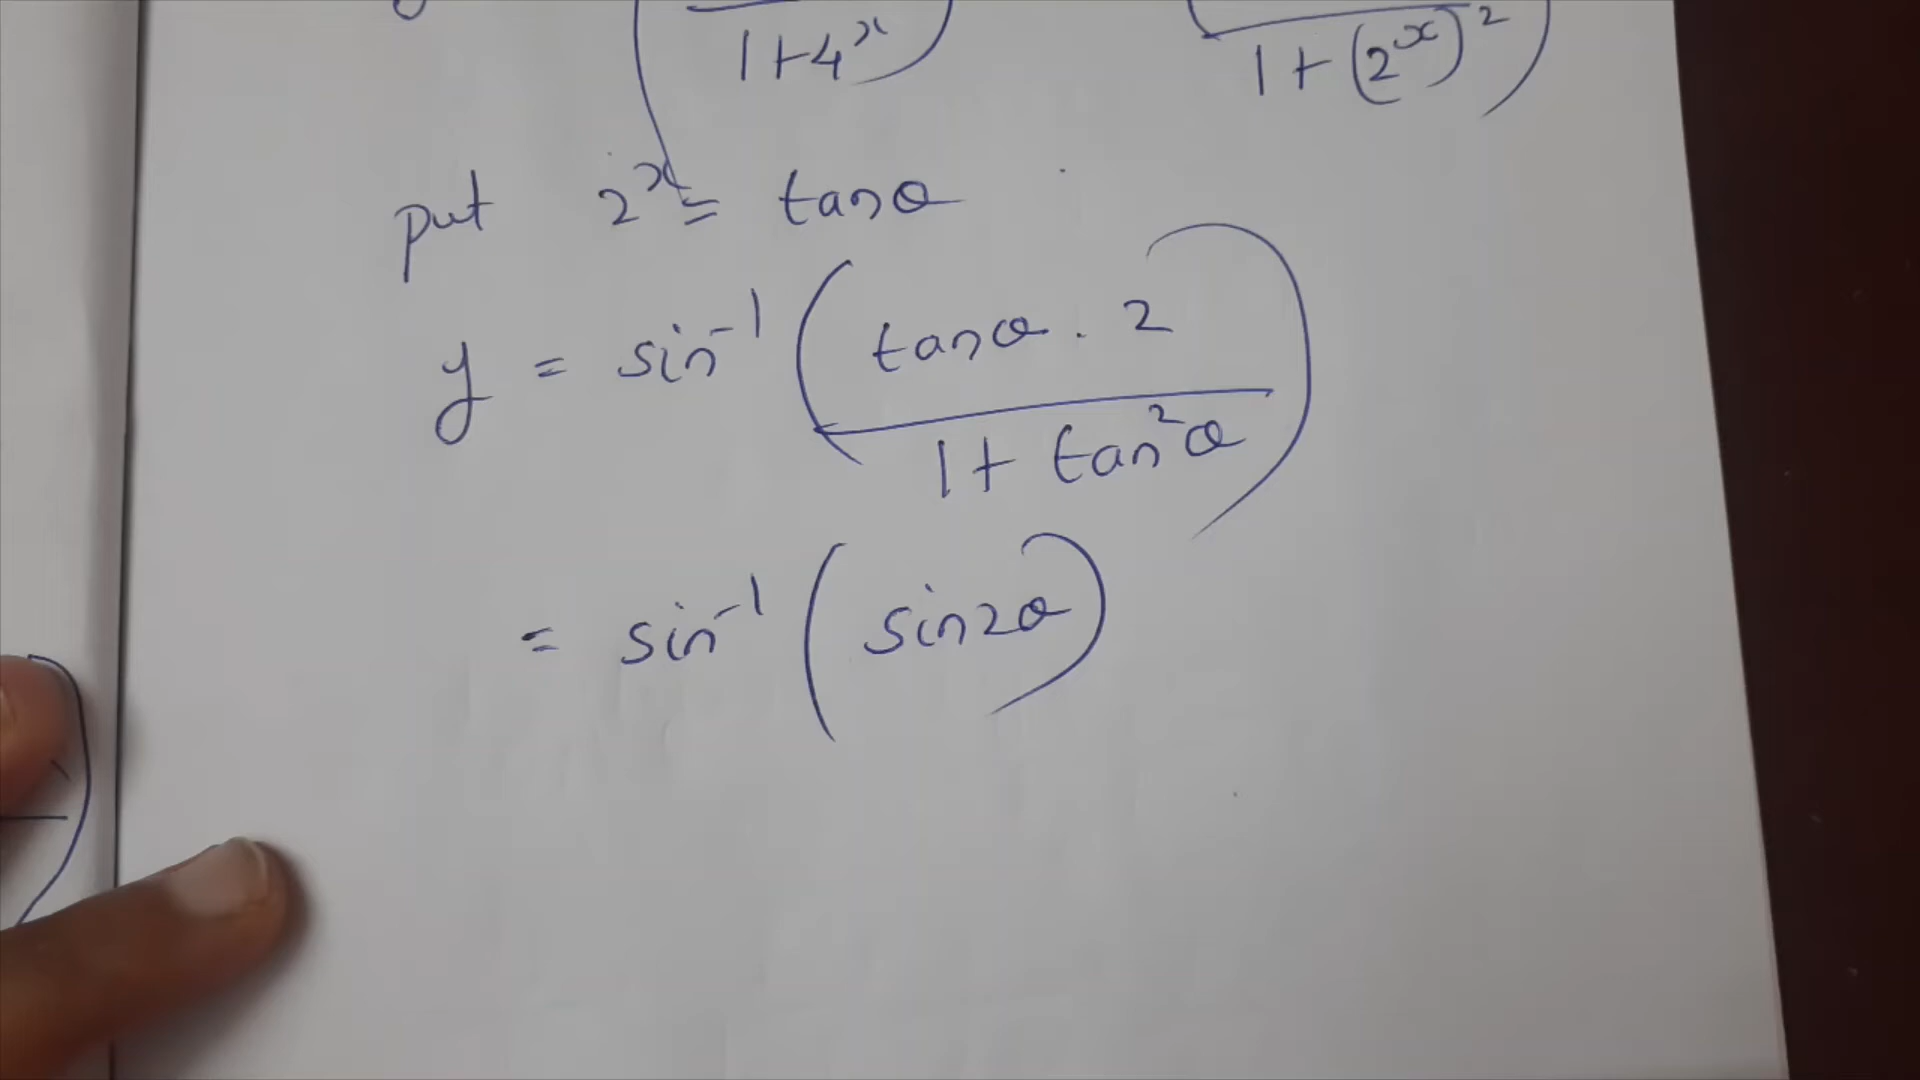 1+4^x 1+(2^x)^2
put 2^x = tanθ
y = sin^-1 (tanθ . 2
1+ tan^2θ)
= sin^-1 (sin2θ)